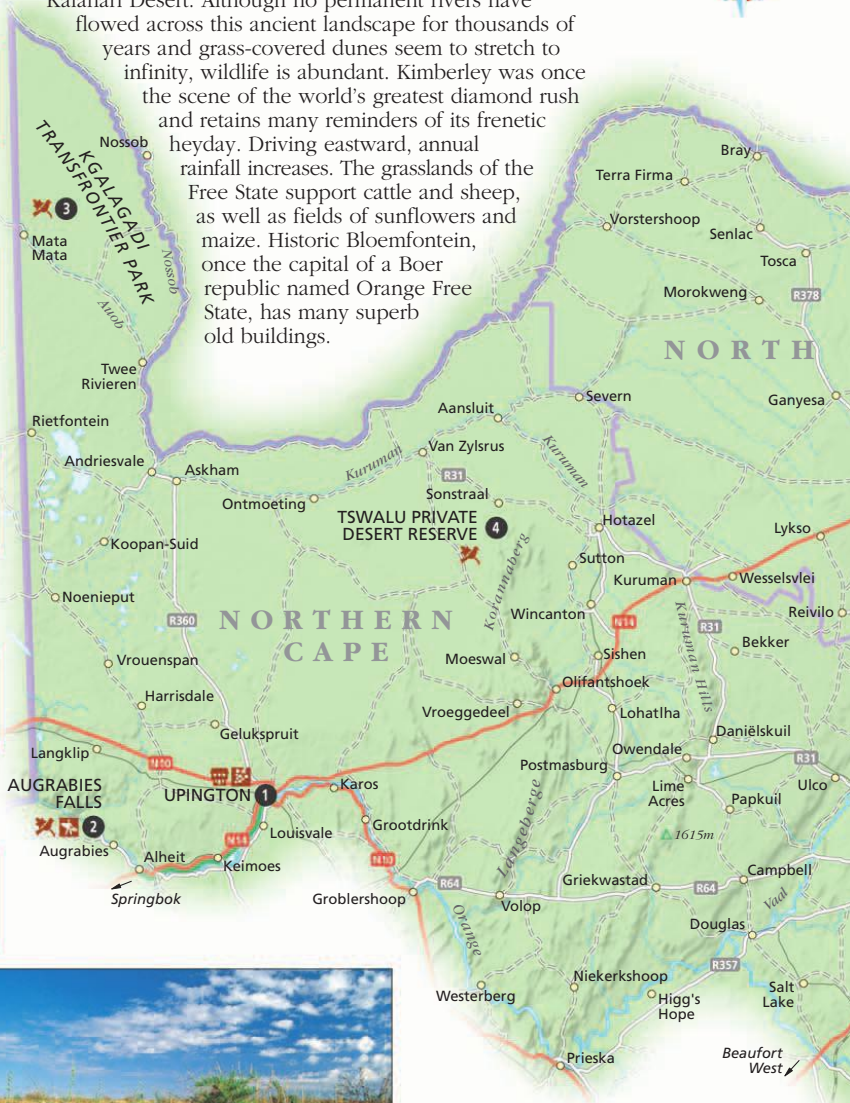 Kalahari Desert. Although no permanent rivers have
flowed across this ancient landscape for thousands of
years and grass-covered dunes seem to stretch to
infinity, wildlife is abundant. Kimberley was once
the scene of the world's greatest diamond rush
and retains many reminders of its frenetic
heyday. Driving eastward, annual
rainfall increases. The grasslands of the
Free State support cattle and sheep,
as well as fields of sunflowers and
maize. Historic Bloemfontein,
once the capital of a Boer
republic named Orange Free
State, has many superb
old buildings.
Nossob
KGALAGADI
TRANSFRONTIER PARK
3
Mata
Mata
Nossob
Auob
Twee
Rivieren
Bray
Terra Firma
Vorstershoop
Senlac
Tosca
Morokweng
R378
NORTH
Ganyesa
Severn
Aansluit
Rietfontein
Van Zylsrus
Kuruman
Kuruman
Andriesvale
Askham
R31
Ontmoeting
Sonstraal
TSWALU PRIVATE
DESERT RESERVE
4
Hotazel
Lykso
Koopan-Suid
Korannaberg
Sutton
Kuruman
Wesselsvlei
Noenieput
Wincanton
Reivilo
R360
NORTHERN
CAPE
N14
R31
Kuruman Hills
Bekker
Vrouenspan
Moeswal
Sishen
Olifantshoek
Harrisdale
Vroeggedeel
Lohatlha
Gelukspruit
Daniëlskuil
Langklip
N10
Owendale
R31
Postmasburg
AUGRABIES
FALLS
2
UPINGTON
1
Karos
Lime
Acres
Ulco
Papkuil
Langeberge
Louisvale
Grootdrink
1615m
Augrabies
N14
Alheit
Keimoes
N10
Springbok
Groblershoop
R64
Volop
Griekwastad
R64
Campbell
Vaal
Orange
Douglas
R357
Westerberg
Niekerkshoop
Higg's
Hope
Salt
Lake
Prieska
Beaufort
West